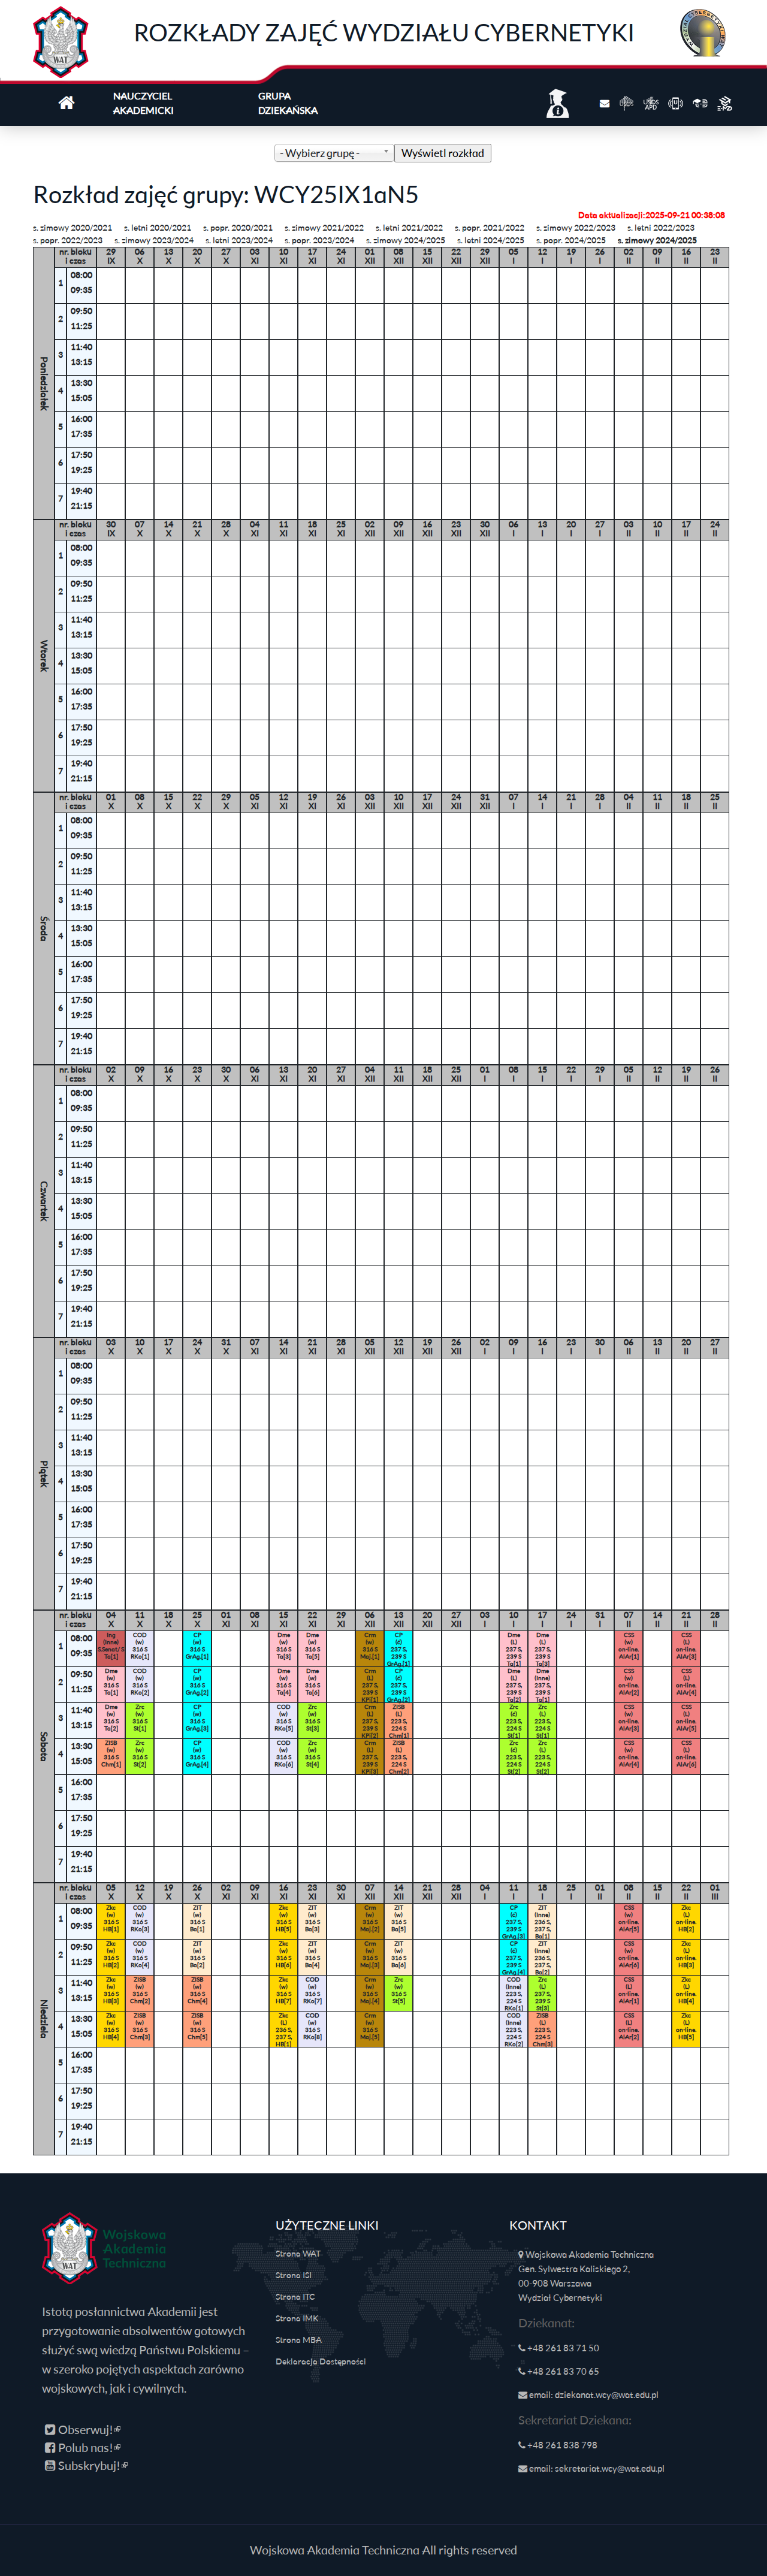 ROZKŁADY ZAJĘĆ WYDZIAŁU CYBERNETYKI
WAT
NAUCZYCIEL AKADEMICKI
GRUPA DZIEKAŃSKA
- Wybierz grupę -
Wyświetl rozkład
Rozkład zajęć grupy: WCY25IX1aN5
Data aktualizacji:2025-09-21 00:38:08
s. zimowy 2020/2021 s. letni 2020/2021 s. popr. 2020/2021 s. zimowy 2021/2022 s. letni 2021/2022 s. popr. 2021/2022 s. zimowy 2022/2023 s. letni 2022/2023
s. popr. 2022/2023 s. zimowy 2023/2024 s. letni 2023/2024 s. popr. 2023/2024 s. zimowy 2024/2025 s. letni 2024/2025 s. popr. 2024/2025 s. zimowy 2024/2025
Poniedziałek
nr. bloku 29 06 13 20 27 03 10 17 24 01 08 15 22 29 05 12 19 26 02 09 16 23
i czas IX X X X X XI XI XI XI XII XII XII XII XII I I I I II II II II
1 08:00 09:35
2 09:50 11:25
3 11:40 13:15
4 13:30 15:05
5 16:00 17:35
6 17:50 19:25
7 19:40 21:15
Wtorek
nr. bloku 30 07 14 21 28 04 11 18 25 02 09 16 23 30 06 13 20 27 03 10 17 24
i czas IX X X X X XI XI XI XI XII XII XII XII XII I I I I II II II II
1 08:00 09:35
2 09:50 11:25
3 11:40 13:15
4 13:30 15:05
5 16:00 17:35
6 17:50 19:25
7 19:40 21:15
Środa
nr. bloku 01 08 15 22 29 05 12 19 26 03 10 17 24 31 07 14 21 28 04 11 18 25
i czas X X X X X XI XI XI XI XII XII XII XII XII I I I I II II II II
1 08:00 09:35
2 09:50 11:25
3 11:40 13:15
4 13:30 15:05
5 16:00 17:35
6 17:50 19:25
7 19:40 21:15
Czwartek
nr. bloku 02 09 16 23 30 06 13 20 27 04 11 18 25 01 08 15 22 29 05 12 19 26
i czas X X X X X XI XI XI XI XII XII XII XII I I I I I II II II II
1 08:00 09:35
2 09:50 11:25
3 11:40 13:15
4 13:30 15:05
5 16:00 17:35
6 17:50 19:25
7 19:40 21:15
Piątek
nr. bloku 03 10 17 24 31 07 14 21 28 05 12 19 26 02 09 16 23 30 06 13 20 27
i czas X X X X X XI XI XI XI XII XII XII XII I I I I I II II II II
1 08:00 09:35
2 09:50 11:25
3 11:40 13:15
4 13:30 15:05
5 16:00 17:35
6 17:50 19:25
7 19:40 21:15
Sobota
nr. bloku 04 11 18 25 01 08 15 22 29 06 13 20 27 03 10 17 24 31 07 14 21 28
i czas X X X X XI XI XI XI XI XII XII XII XII I I I I I II II II II
1 08:00 09:35 Ing (Inne) S.Senat/ S Ta[1] COD (w) 316 S RKo[1] CP (w) 316 S GrAg.[1] Dme (w) 316 S Ta[3] Dme (w) 316 S Ta[5] Crm (w) 316 S Maj.[1] CP (ć) 237 S, 239 S GrAg.[1] Dme (L) 237 S, 239 S Ta[1] Dme (L) 237 S, 239 S Ta[3] CSS (w) on-line. AlAr[1] CSS (L) on-line. AlAr[3]
2 09:50 11:25 Dme (w) 316 S Ta[1] COD (w) 316 S RKo[2] CP (w) 316 S GrAg.[2] Dme (w) 316 S Ta[4] Dme (w) 316 S Ta[6] Crm (L) 237 S, 239 S KPi[1] CP (ć) 237 S, 239 S GrAg.[2] Dme (L) 237 S, 239 S Ta[2] Dme (Inne) 237 S, 239 S Ta[1] CSS (w) on-line. AlAr[2] CSS (L) on-line. AlAr[4]
3 11:40 13:15 Dme (w) 316 S Ta[2] Zrc (w) 316 S St[1] CP (w) 316 S GrAg.[3] COD (w) 316 S RKo[5] Zrc (w) 316 S St[3] Crm (L) 237 S, 239 S KPi[2] ZISB (L) 223 S, 224 S Chm[1] Zrc (L) 223 S, 224 S St[1] Zrc (L) 223 S, 224 S St[1] CSS (w) on-line. AlAr[3] CSS (L) on-line. AlAr[5]
4 13:30 15:05 ZISB (w) 316 S Chm[1] Zrc (w) 316 S St[2] CP (w) 316 S GrAg.[4] COD (w) 316 S RKo[6] Zrc (w) 316 S St[4] Crm (L) 237 S, 239 S KPi[3] ZISB (L) 223 S, 224 S Chm[2] Zrc (L) 223 S, 224 S St[2] Zrc (L) 223 S, 224 S St[2] CSS (w) on-line. AlAr[4] CSS (L) on-line. AlAr[6]
5 16:00 17:35
6 17:50 19:25
7 19:40 21:15
Niedziela
nr. bloku 05 12 19 26 02 09 16 23 30 07 14 21 28 04 11 18 25 01 08 15 22 01
i czas X X X X XI XI XI XI XI XII XII XII XII I I I I II II II II III
1 08:00 09:35 Zkc (w) 316 S HB[1] COD (w) 316 S RKo[3] ZIT (w) 316 S Ba[1] Zkc (w) 316 S HB[5] ZIT (w) 316 S Ba[3] Crm (w) 316 S Maj.[2] ZIT (w) 316 S Ba[5] CP (ć) 237 S, 239 S GrAg.[3] ZIT (Inne) 236 S, 237 S, Ba[1] CSS (w) on-line. AlAr[5] Zkc (L) on-line. HB[2]
2 09:50 11:25 Zkc (w) 316 S HB[2] COD (w) 316 S RKo[4] ZIT (w) 316 S Ba[2] Zkc (w) 316 S HB[6] ZIT (w) 316 S Ba[4] Crm (w) 316 S Maj.[3] ZIT (w) 316 S Ba[6] CP (ć) 237 S, 239 S GrAg.[4] ZIT (Inne) 236 S, 237 S, Ba[2] CSS (w) on-line. AlAr[6] Zkc (L) on-line. HB[3]
3 11:40 13:15 Zkc (w) 316 S HB[3] ZISB (w) 316 S Chm[2] ZISB (w) 316 S Chm[4] Zkc (w) 316 S HB[7] COD (w) 316 S RKo[7] Crm (w) 316 S Maj.[4] Zrc (w) 316 S St[5] COD (Inne) 223 S, 224 S RKo[1] Zrc (L) 237 S, 239 S St[3] CSS (L) on-line. AlAr[1] Zkc (L) on-line. HB[4]
4 13:30 15:05 Zkc (w) 316 S HB[4] ZISB (w) 316 S Chm[3] ZISB (w) 316 S Chm[5] Zkc (L) 236 S, 237 S, HB[1] COD (w) 316 S RKo[8] Crm (w) 316 S Maj.[5] COD (Inne) 223 S, 224 S RKo[2] ZISB (L) 223 S, 224 S Chm[3] CSS (L) on-line. AlAr[2] Zkc (L) on-line. HB[5]
5 16:00 17:35
6 17:50 19:25
7 19:40 21:15
WAT
Wojskowa
Akademia
Techniczna
Istotą posłannictwa Akademii jest
przygotowanie absolwentów gotowych
służyć swą wiedzą Państwu Polskiemu –
w szeroko pojętych aspektach zarówno
wojskowych, jak i cywilnych.
Obserwuj!
Polub nas!
Subskrybuj!
UŻYTECZNE LINKI
Strona WAT
Strona ISI
Strona ITC
Strona IMK
Strona MBA
Deklaracja Dostępności
KONTAKT
Wojskowa Akademia Techniczna
Gen. Sylwestra Kaliskiego 2,
00-908 Warszawa
Wydział Cybernetyki
Dziekanat:
+48 261 83 71 50
+48 261 83 70 65
email: dziekanat.wcy@wat.edu.pl
Sekretariat Dziekana:
+48 261 838 798
email: sekretariat.wcy@wat.edu.pl
Wojskowa Akademia Techniczna All rights reserved